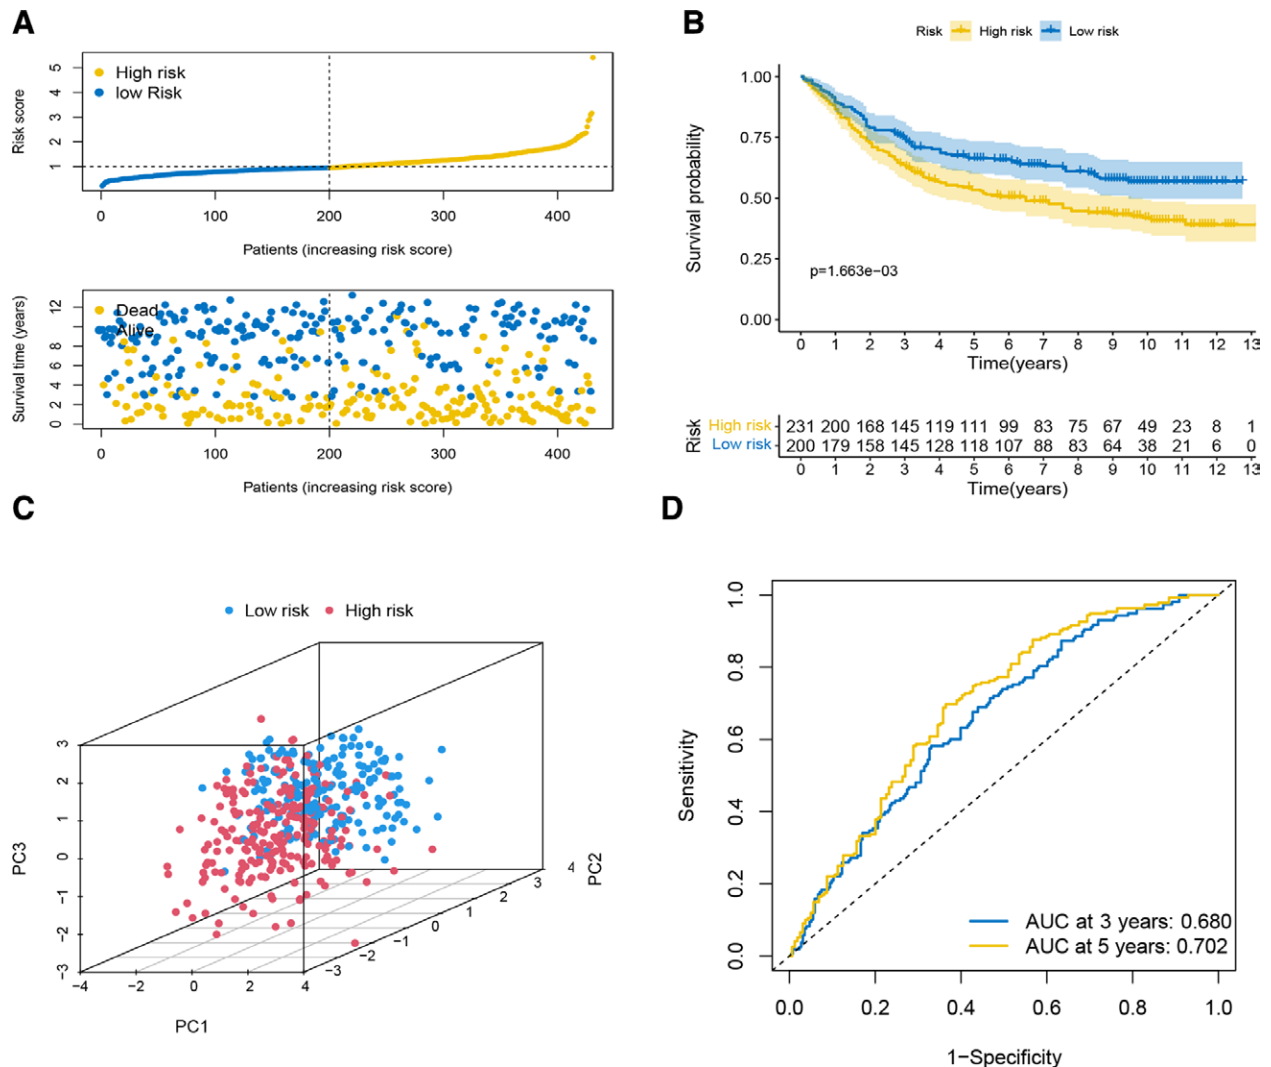 A
Risk score
5
4
3
2
1
High risk
low Risk
0 100 200 300 400
Patients (increasing risk score)
Survival time (years)
12
8
6
4
2
0
Dead
Alive
0 100 200 300 400
Patients (increasing risk score)
B
Risk High risk Low risk
Survival probability
1.00
0.75
0.50
0.25
0.00
p=1.663e−03
0 1 2 3 4 5 6 7 8 9 10 11 12 13
Time(years)
Risk
High risk 231 200 168 145 119 111 99 83 75 67 49 23 8 1
Low risk 200 179 158 145 128 118 107 88 83 64 38 21 6 0
0 1 2 3 4 5 6 7 8 9 10 11 12 13
Time(years)
C
Low risk High risk
PC3
3
2
1
0
−1
−2
−3
−4 −2 0 2 4
PC1
−3 −2 −1 0 1 2 3 4
PC2
D
Sensitivity
1.0
0.8
0.6
0.4
0.2
0.0
AUC at 3 years: 0.680
AUC at 5 years: 0.702
0.0 0.2 0.4 0.6 0.8 1.0
1−Specificity